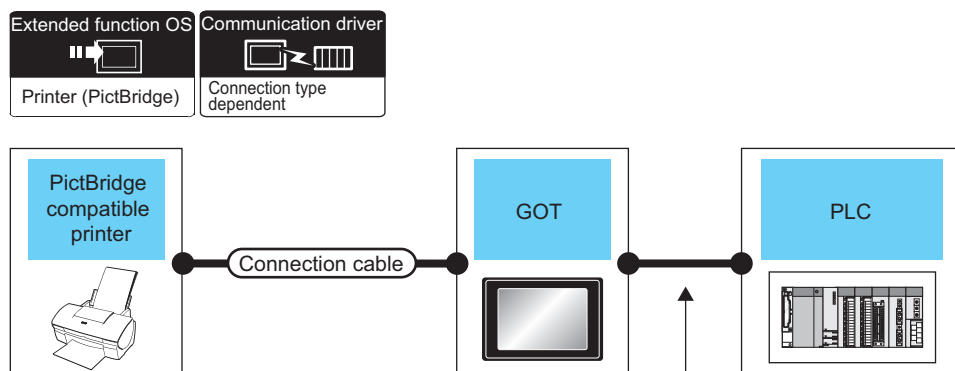 Extended function OS
Printer (PictBridge)
Communication driver
Connection type
dependent
PictBridge
compatible
printer
Connection cable
GOT
PLC